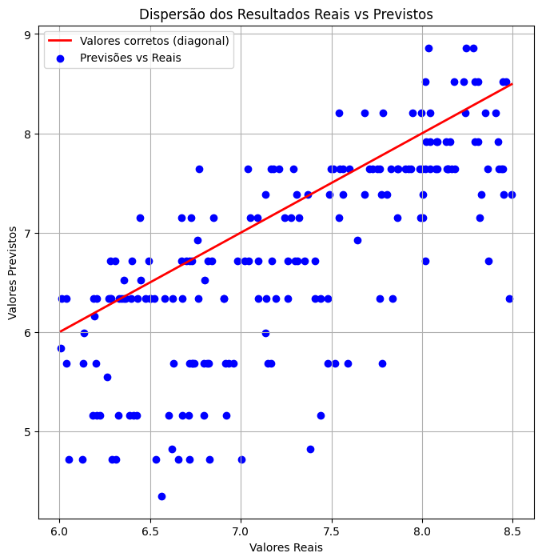 Dispersão dos Resultados Reais vs Previstos
Valores corretos (diagonal)
Previsões vs Reais
Valores Previstos
9
8
7
6
5
6.0 6.5 7.0 7.5 8.0 8.5
Valores Reais